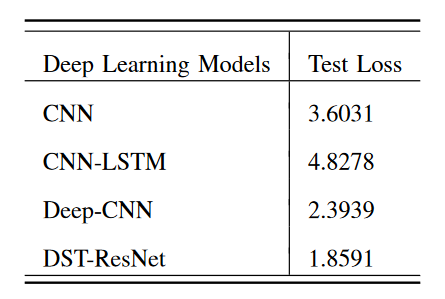 Deep Learning Models Test Loss
CNN 3.6031
CNN-LSTM 4.8278
Deep-CNN 2.3939
DST-ResNet 1.8591